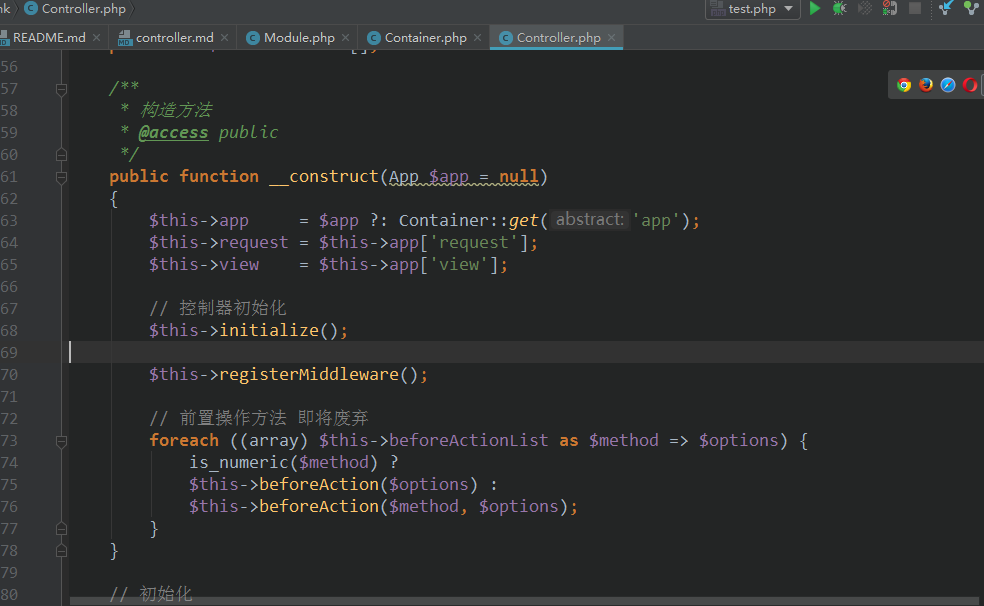 nk Controller.php test.php
README.md controller.md Module.php Container.php Controller.php
56 [];
57 /**
58 * 构造方法
59 * @access public
60 */
61 public function __construct(App $app = null)
62 {
63 $this->app     = $app ?: Container::get( abstract: 'app');
64 $this->request = $this->app['request'];
65 $this->view    = $this->app['view'];
66
67 // 控制器初始化
68 $this->initialize();
69
70 $this->registerMiddleware();
71
72 // 前置操作方法 即将废弃
73 foreach ((array) $this->beforeActionList as $method => $options) {
74 is_numeric($method) ?
75 $this->beforeAction($options) :
76 $this->beforeAction($method, $options);
77 }
78 }
79
80 // 初始化